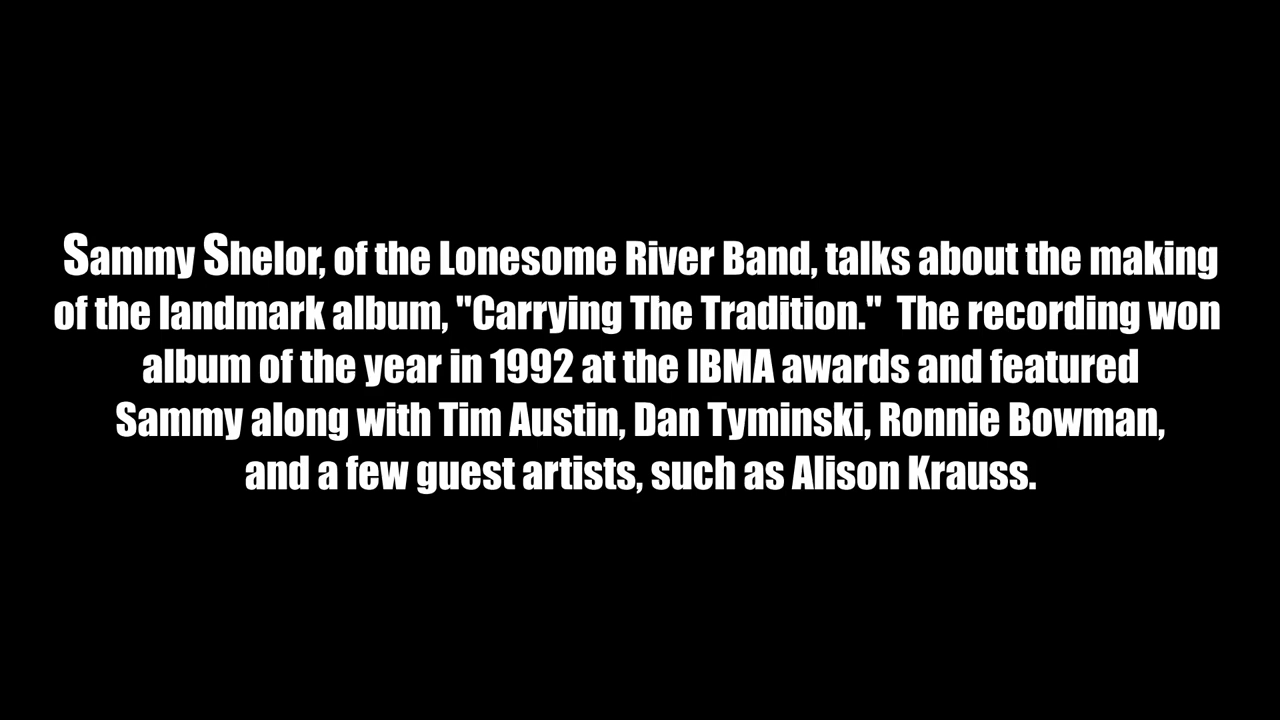 Sammy Shelor, of the Lonesome River Band, talks about the making
of the landmark album, "Carrying The Tradition."  The recording won
album of the year in 1992 at the IBMA awards and featured
Sammy along with Tim Austin, Dan Tyminski, Ronnie Bowman,
and a few guest artists, such as Alison Krauss.